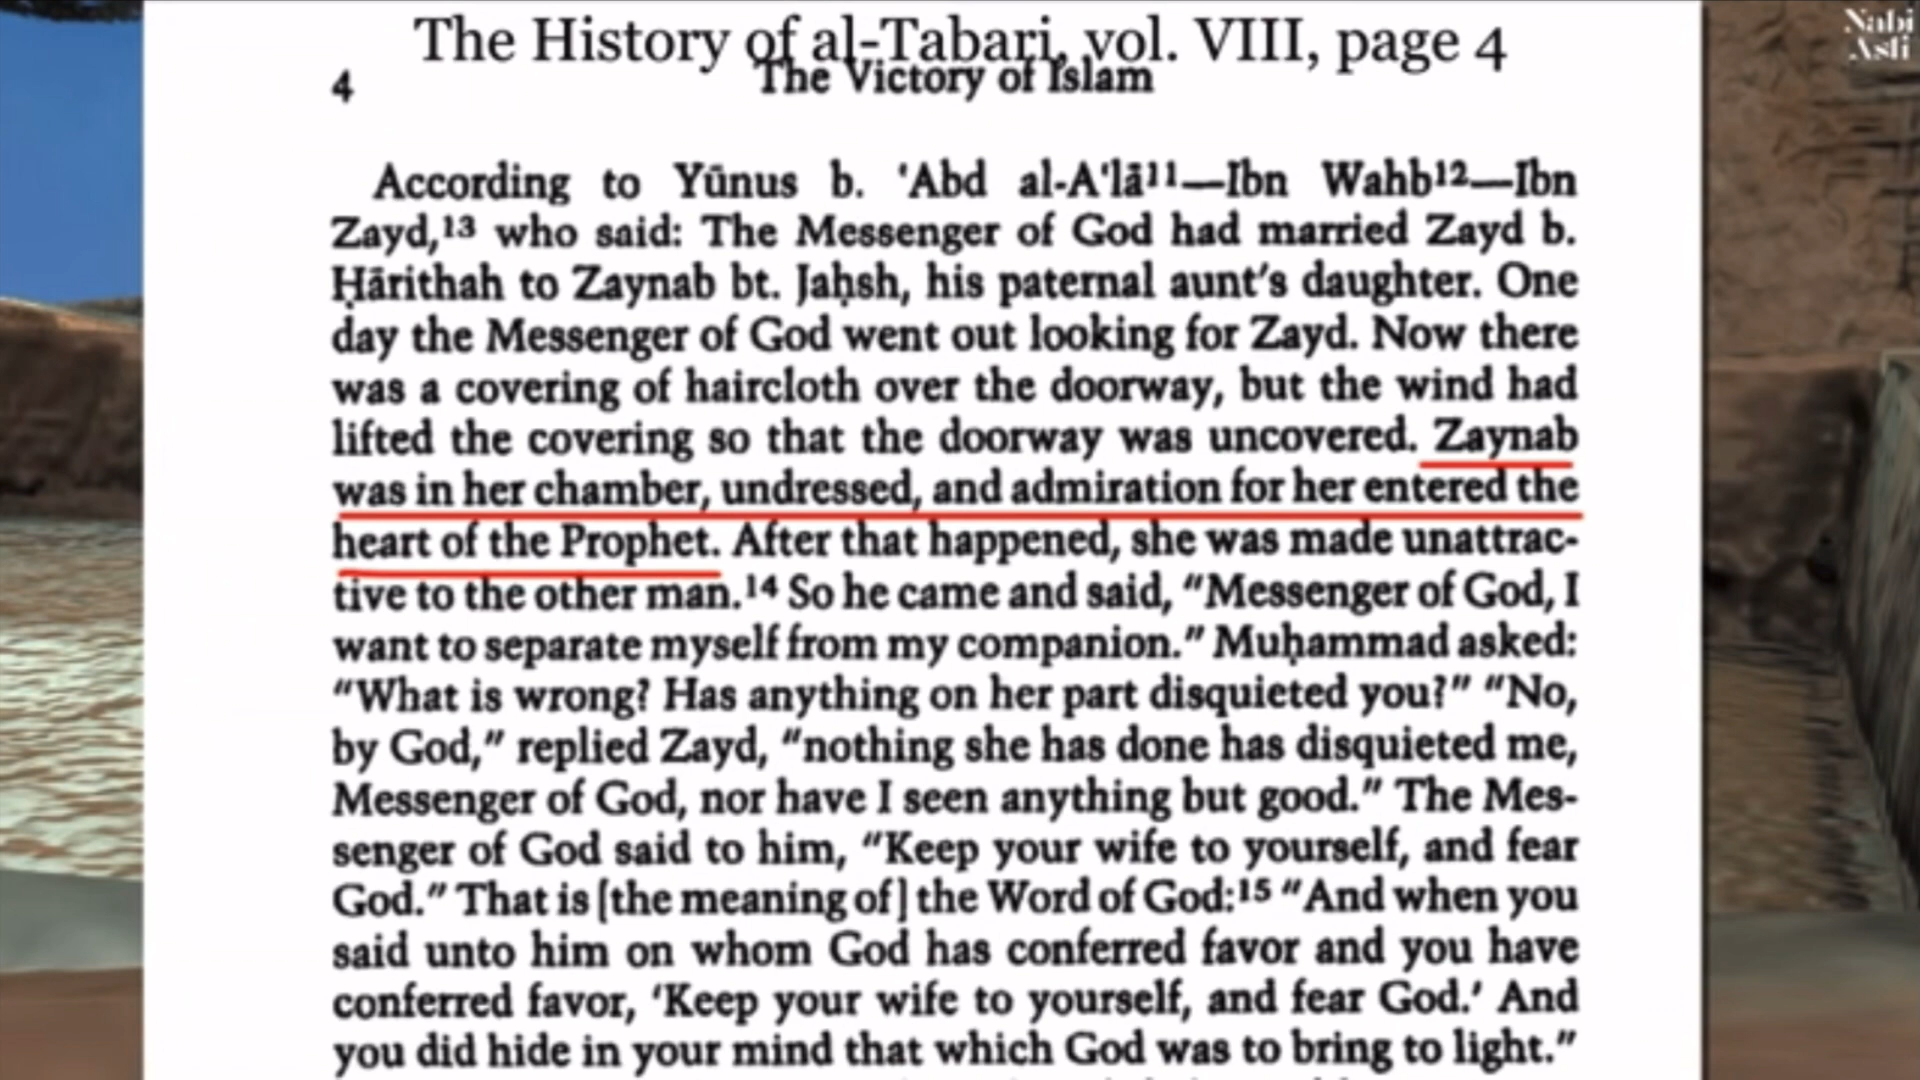 The History of al-Tabari, vol. VIII, page 4
Nabi
Asli
4 The Victory of Islam
According to Yūnus b. 'Abd al-A'lā¹¹—Ibn Wahb¹²—Ibn
Zayd,¹³ who said: The Messenger of God had married Zayd b.
Ḥārithah to Zaynab bt. Jaḥsh, his paternal aunt's daughter. One
day the Messenger of God went out looking for Zayd. Now there
was a covering of haircloth over the doorway, but the wind had
lifted the covering so that the doorway was uncovered. Zaynab
was in her chamber, undressed, and admiration for her entered the
heart of the Prophet. After that happened, she was made unattrac-
tive to the other man.¹⁴ So he came and said, "Messenger of God, I
want to separate myself from my companion." Muḥammad asked:
"What is wrong? Has anything on her part disquieted you?" "No,
by God," replied Zayd, "nothing she has done has disquieted me,
Messenger of God, nor have I seen anything but good." The Mes-
senger of God said to him, "Keep your wife to yourself, and fear
God." That is [the meaning of] the Word of God:¹⁵ "And when you
said unto him on whom God has conferred favor and you have
conferred favor, 'Keep your wife to yourself, and fear God.' And
you did hide in your mind that which God was to bring to light."